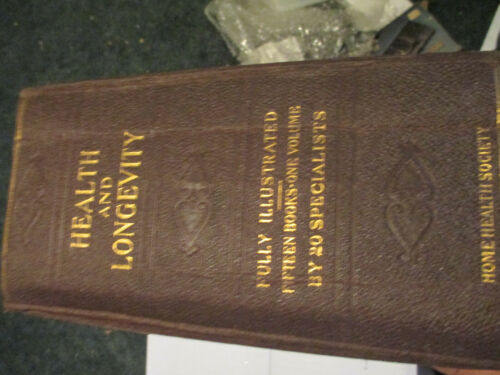 HEALTH
AND
LONGEVITY
FULLY ILLUSTRATED
FIFTEEN BOOKS·ONE VOLUME
BY 20 SPECIALISTS
HOME HEALTH SOCIETY